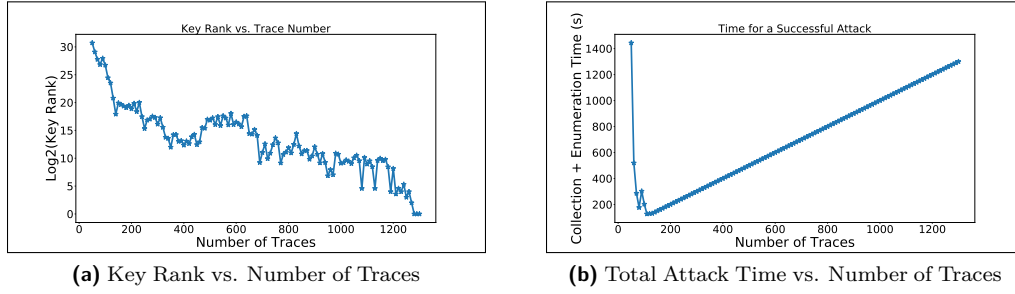 Key Rank vs. Trace Number
Log2(Key Rank)
30
25
20
15
10
5
0
0 200 400 600 800 1000 1200
Number of Traces
(a) Key Rank vs. Number of Traces
Time for a Successful Attack
Collection + Enumeration Time (s)
1400
1200
1000
800
600
400
200
0 200 400 600 800 1000 1200
Number of Traces
(b) Total Attack Time vs. Number of Traces